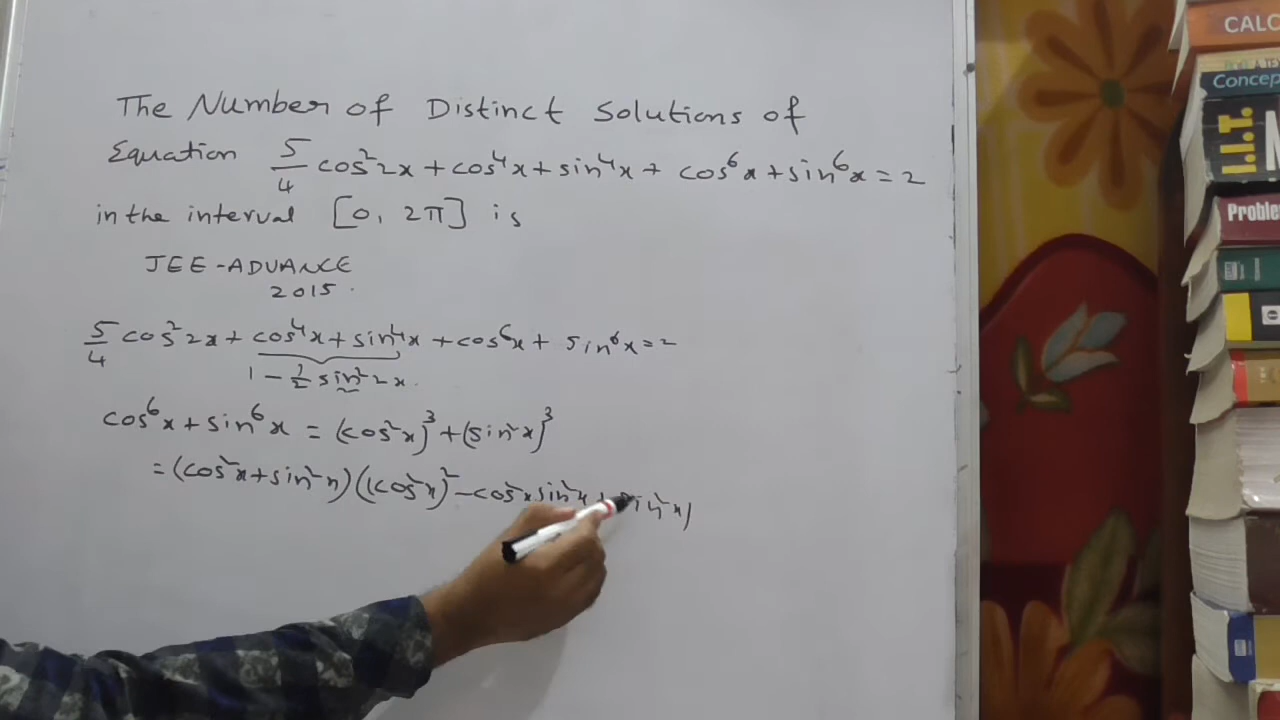 The Number of Distinct Solutions of
Equation 5/4 cos²2x + cos⁴x + sin⁴x + cos⁶x + sin⁶x = 2
in the interval [0, 2π] is
JEE-ADVANCE
2015.
5/4 cos²2x + cos⁴x + sin⁴x + cos⁶x + sin⁶x = 2
1 - 1/2 sin²2x.
cos⁶x + sin⁶x = (cos²x)³ + (sin²x)³
= (cos²x + sin²x)((cos²x)² - cos²x sin²x + sin²x)
CALC
Concep
I.I.T.
Proble